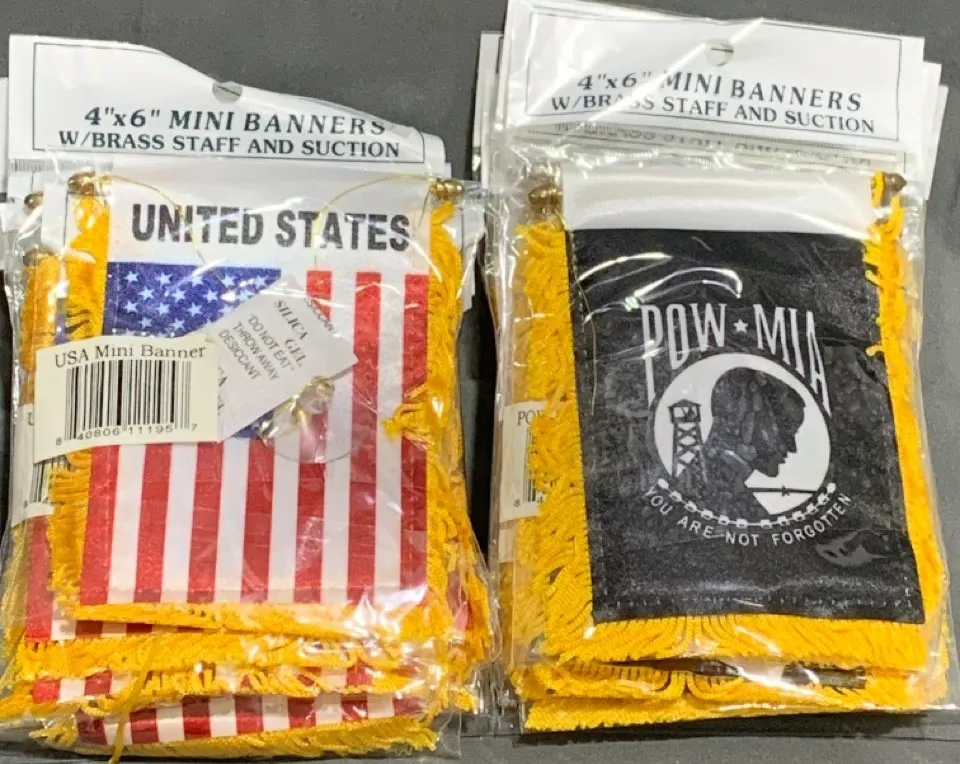 4"x6" MINI BANNERS
W/BRASS STAFF AND SUCTION
UNITED STATES
USA Mini Banner
8 40806 11195 7
SILICA
GEL
"DO NOT EAT"
THROW AWAY
DESICCANT
4"x6" MINI BANNERS
W/BRASS STAFF AND SUCTION
POW★MIA
YOU ARE NOT FORGOTTEN